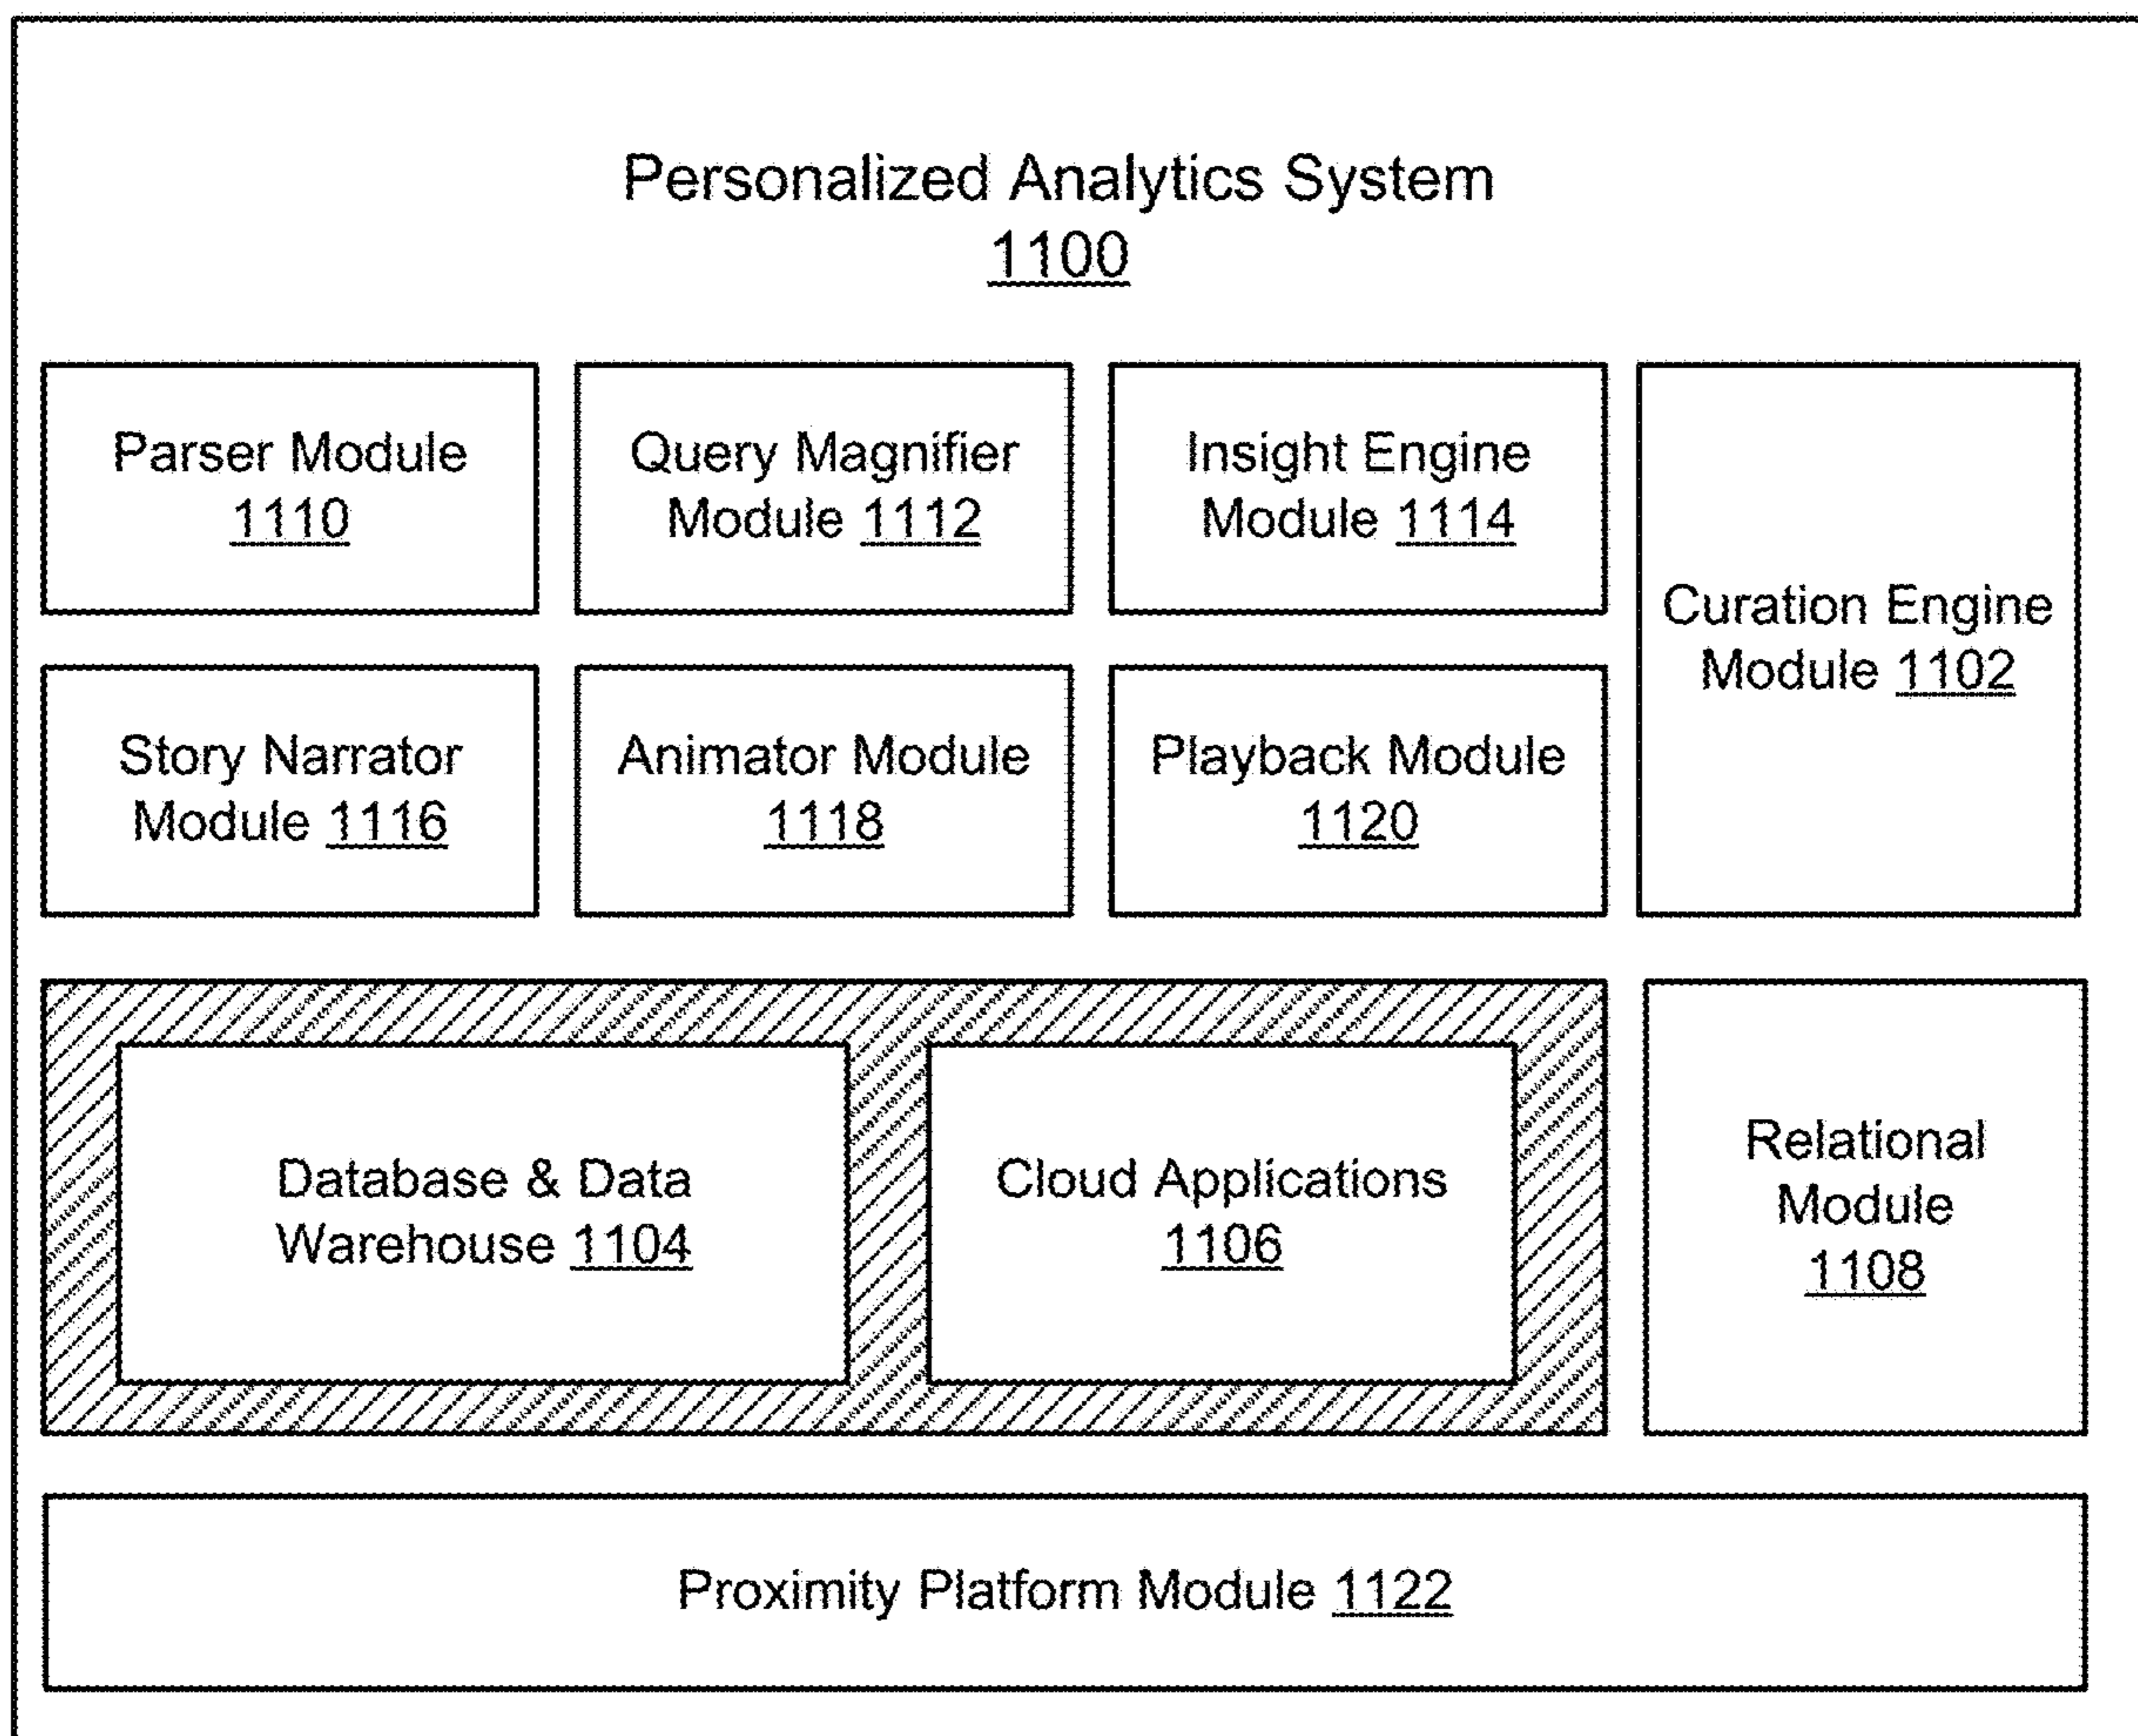 Personalized Analytics System
1100
Parser Module
1110
Query Magnifier
Module 1112
Insight Engine
Module 1114
Curation Engine
Module 1102
Story Narrator
Module 1116
Animator Module
1118
Playback Module
1120
Database & Data
Warehouse 1104
Cloud Applications
1106
Relational
Module
1108
Proximity Platform Module 1122